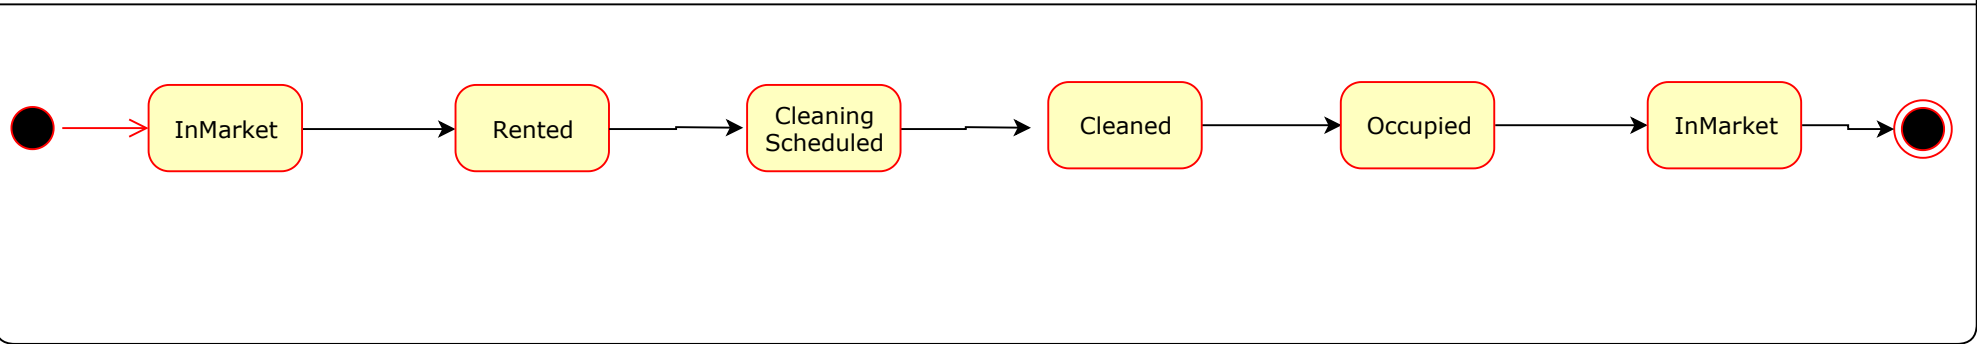 InMarket
Rented
Cleaning
Scheduled
Cleaned
Occupied
InMarket